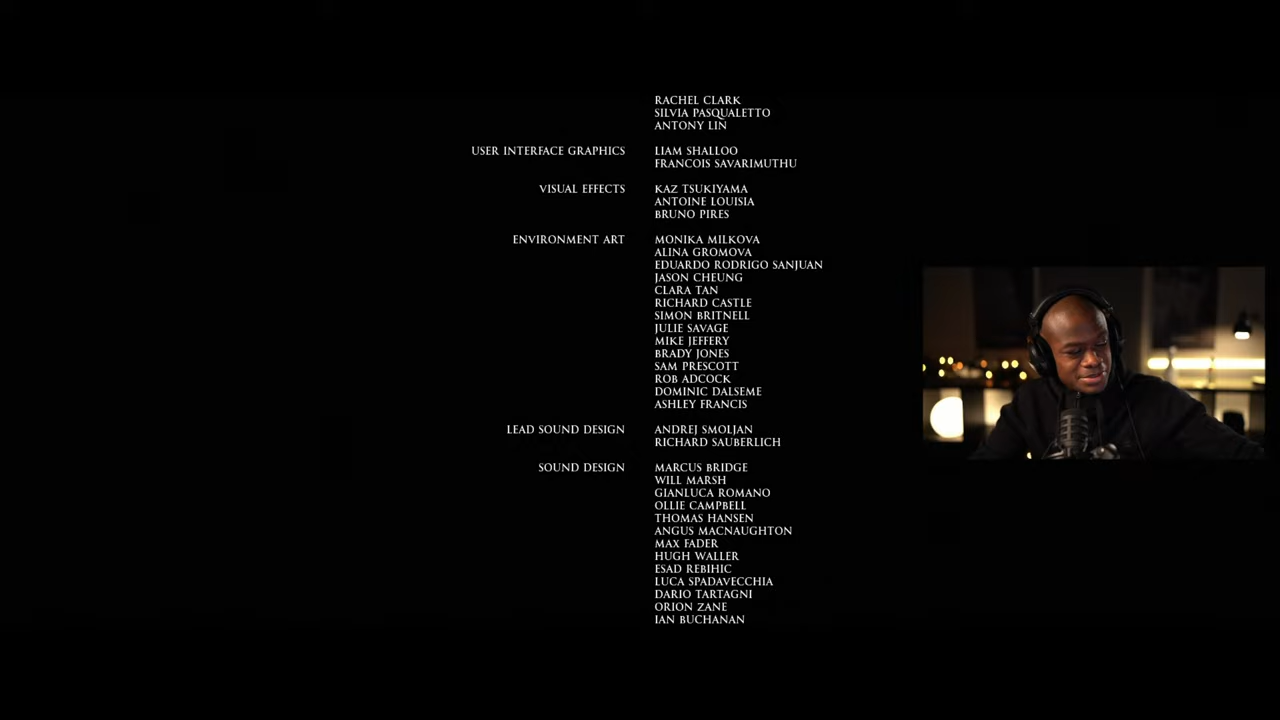 RACHEL CLARK
SILVIA PASQUALETTO
ANTONY LIN
USER INTERFACE GRAPHICS LIAM SHALLOO
FRANCOIS SAVARIMUTHU
VISUAL EFFECTS KAZ TSUKIYAMA
ANTOINE LOUISIA
BRUNO PIRES
ENVIRONMENT ART MONIKA MILKOVA
ALINA GROMOVA
EDUARDO RODRIGO SANJUAN
JASON CHEUNG
CLARA TAN
RICHARD CASTLE
SIMON BRITNELL
JULIE SAVAGE
MIKE JEFFERY
BRADY JONES
SAM PRESCOTT
ROB ADCOCK
DOMINIC DALSEME
ASHLEY FRANCIS
LEAD SOUND DESIGN ANDREJ SMOLJAN
RICHARD SAUBERLICH
SOUND DESIGN MARCUS BRIDGE
WILL MARSH
GIANLUCA ROMANO
OLLIE CAMPBELL
THOMAS HANSEN
ANGUS MACNAUGHTON
MAX FADER
HUGH WALLER
ESAD REBIHIC
LUCA SPADAVECCHIA
DARIO TARTAGNI
ORION ZANE
IAN BUCHANAN